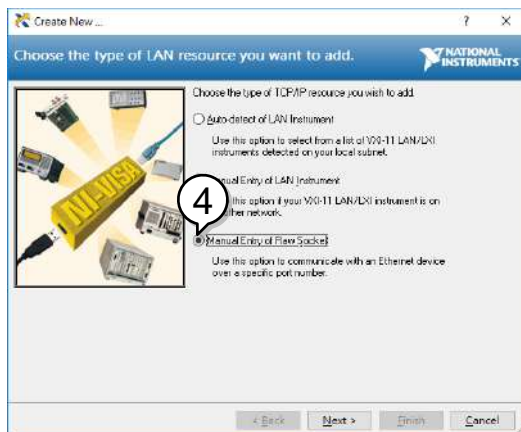 Create New ...
? X
Choose the type of LAN resource you want to add.
NATIONAL
INSTRUMENTS
Choose the type of TCP/IP resource you wish to add
Auto-detect of LAN Instrument
Use this option to select from a list of VXI-11 LAN/LXI
instruments detected on your local subnet.
anual Entry of LAN Instrument
this option if your VXI-11 LAN/LXI instrument is on
ther network.
4
Manual Entry of Raw Socket
Use this option to communicate with an Ethernet device
over a specific port number.
NI-VISA
< Back Next > Finish Cancel